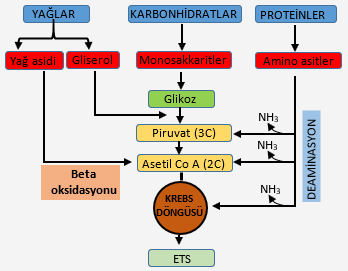 YAĞLAR
KARBONHİDRATLAR
PROTEİNLER
Yağ asidi
Gliserol
Monosakkaritler
Amino asitler
Glikoz
NH3
Piruvat (3C)
NH3
Asetil Co A (2C)
DEAMİNASYON
Beta
oksidasyonu
KREBS
DÖNGÜSÜ
NH3
ETS